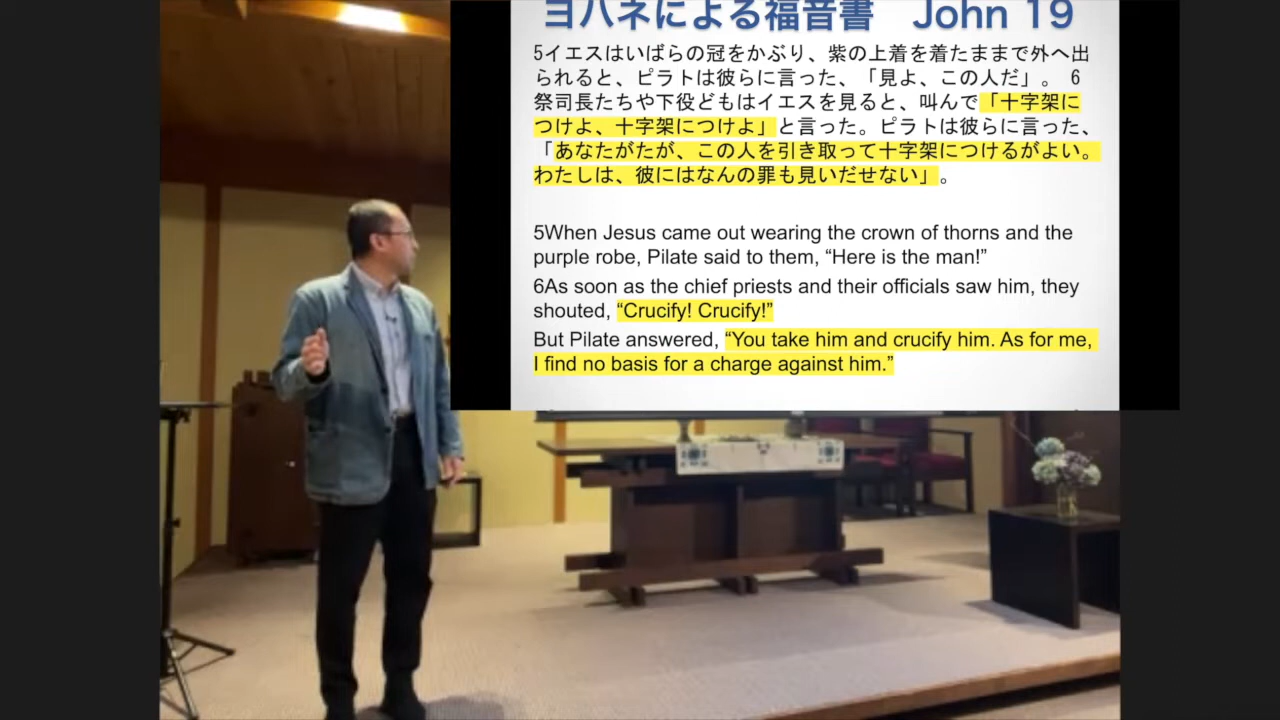 ヨハネによる福音書　John 19
5イエスはいばらの冠をかぶり、紫の上着を着たままで外へ出
られると、ピラトは彼らに言った、「見よ、この人だ」。 6
祭司長たちや下役どもはイエスを見ると、叫んで「十字架に
つけよ、十字架につけよ」と言った。ピラトは彼らに言った、
「あなたがたが、この人を引き取って十字架につけるがよい。
わたしは、彼にはなんの罪も見いだせない」。
5When Jesus came out wearing the crown of thorns and the
purple robe, Pilate said to them, “Here is the man!”
6As soon as the chief priests and their officials saw him, they
shouted, “Crucify! Crucify!”
But Pilate answered, “You take him and crucify him. As for me,
I find no basis for a charge against him.”